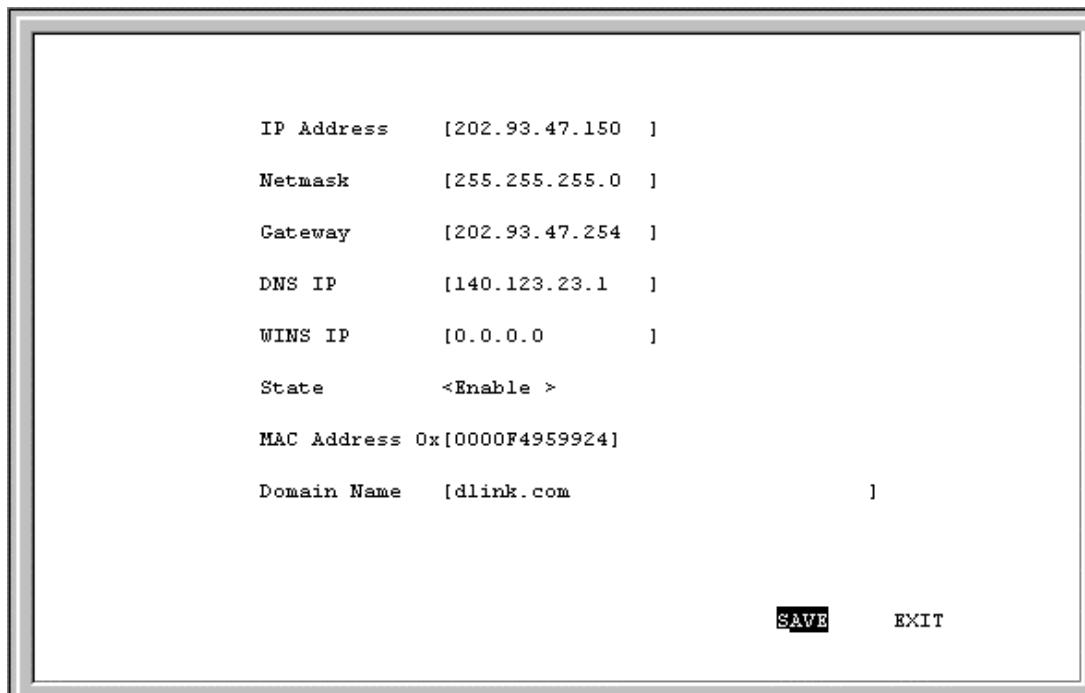 IP Address [202.93.47.150 ]
Netmask [255.255.255.0 ]
Gateway [202.93.47.254 ]
DNS IP [140.123.23.1 ]
WINS IP [0.0.0.0 ]
State <Enable >
MAC Address 0x[0000F4959924]
Domain Name [dlink.com ]
SAVE EXIT